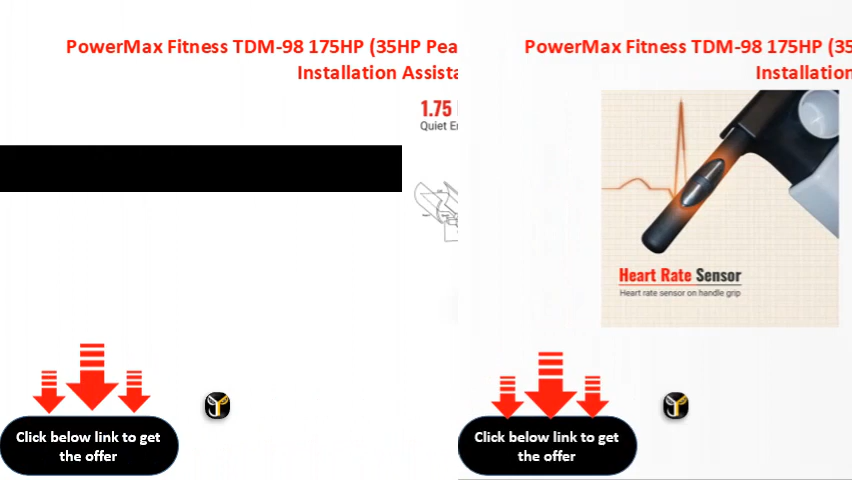 PowerMax Fitness TDM-98 175HP (35HP Pea
Installation Assista
1.75
Quiet En
Click below link to get
the offer
PowerMax Fitness TDM-98 175HP (35
Installation
Heart Rate Sensor
Heart rate sensor on handle grip
Click below link to get
the offer